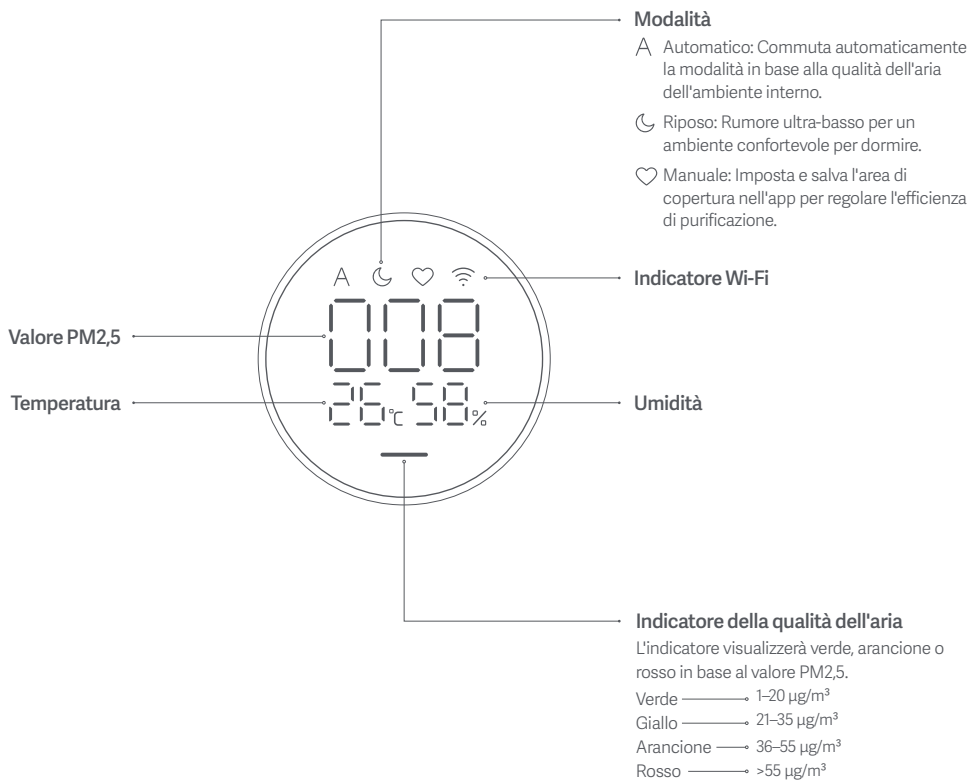 Modalità
A Automatico: Commuta automaticamente
la modalità in base alla qualità dell'aria
dell'ambiente interno.
Riposo: Rumore ultra-basso per un
ambiente confortevole per dormire.
Manuale: Imposta e salva l'area di
copertura nell'app per regolare l'efficienza
di purificazione.
A
Indicatore Wi-Fi
008
Valore PM2,5
26°C 58%
Temperatura
Umidità
Indicatore della qualità dell'aria
L'indicatore visualizzerà verde, arancione o
rosso in base al valore PM2,5.
Verde 1–20 µg/m³
Giallo 21–35 µg/m³
Arancione 36–55 µg/m³
Rosso >55 µg/m³